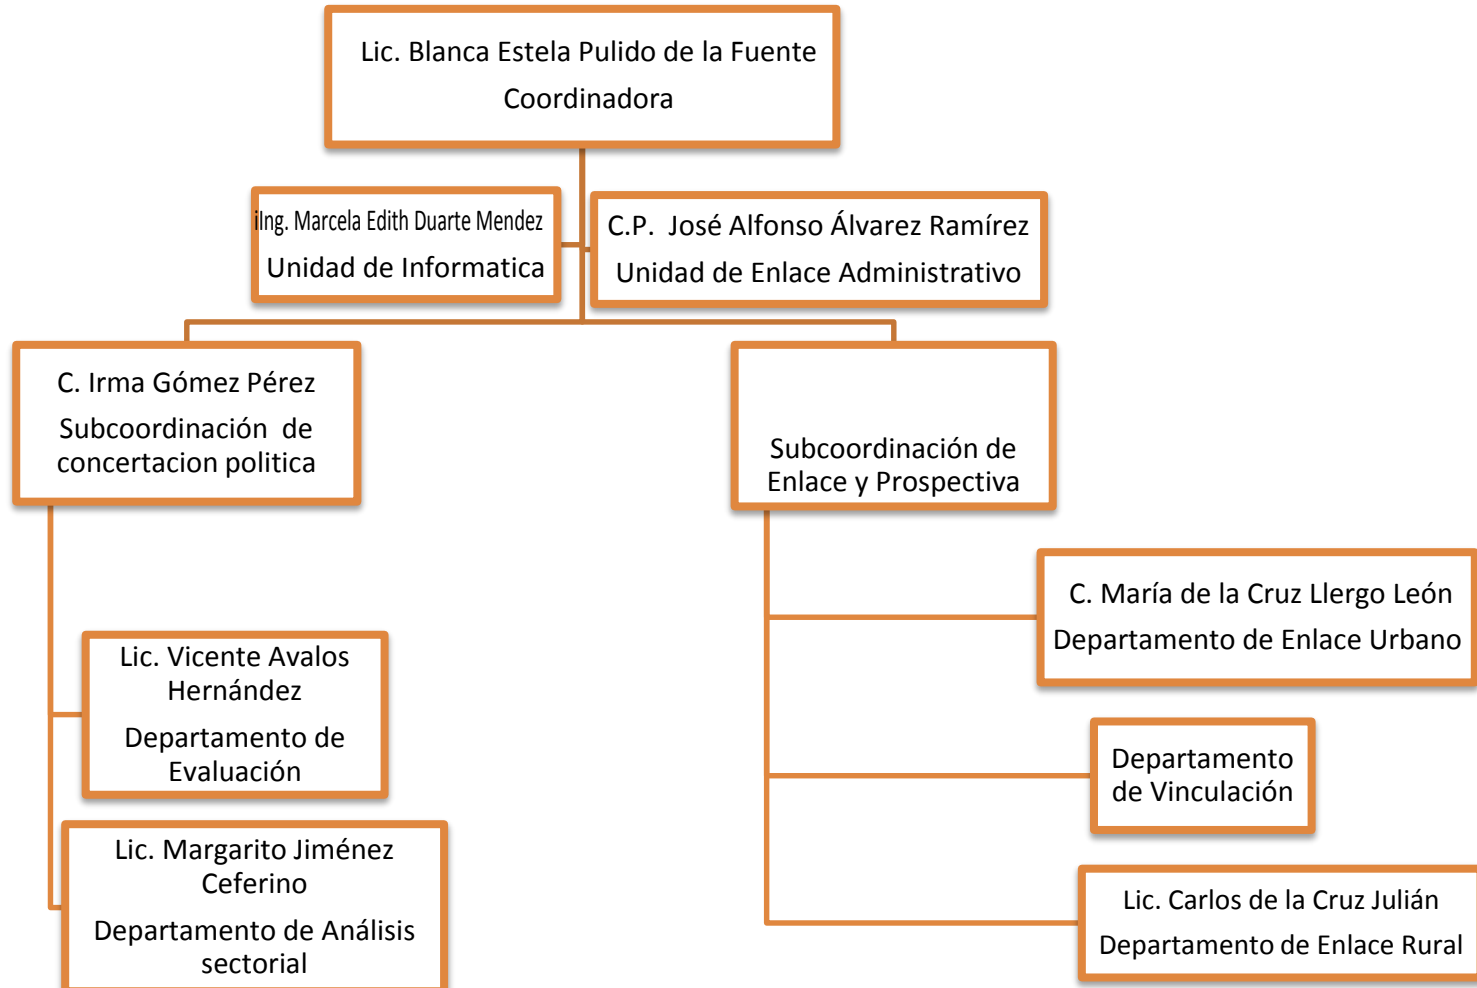 Lic. Blanca Estela Pulido de la Fuente
Coordinadora
iIng. Marcela Edith Duarte Mendez
Unidad de Informatica
C.P.  José Alfonso Álvarez Ramírez
Unidad de Enlace Administrativo
C. Irma Gómez Pérez
Subcoordinación  de
concertacion politica
Subcoordinación de
Enlace y Prospectiva
Lic. Vicente Avalos
Hernández
Departamento de
Evaluación
Lic. Margarito Jiménez
Ceferino
Departamento de Análisis
sectorial
C. María de la Cruz Llergo León
Departamento de Enlace Urbano
Departamento
de Vinculación
Lic. Carlos de la Cruz Julián
Departamento de Enlace Rural